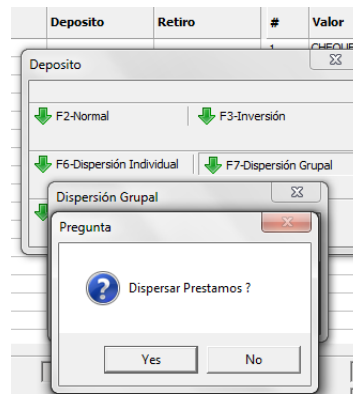 Deposito Retiro # Valor
1 CHEQUE
Deposito
F2-Normal F3-Inversión
F6-Dispersión Individual F7-Dispersión Grupal
Dispersión Grupal
Pregunta
Dispersar Prestamos ?
Yes No